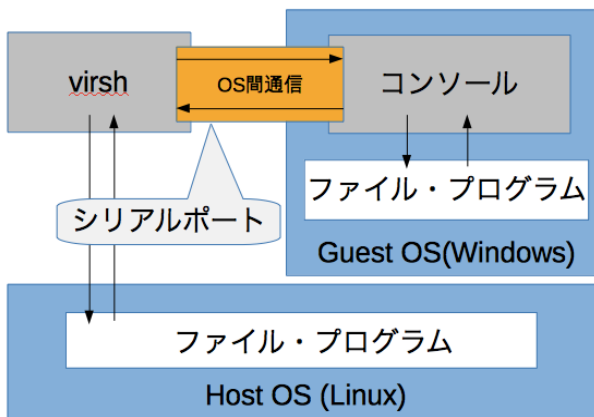 virsh
OS間通信
コンソール
ファイル・プログラム
シリアルポート
Guest OS(Windows)
ファイル・プログラム
Host OS (Linux)